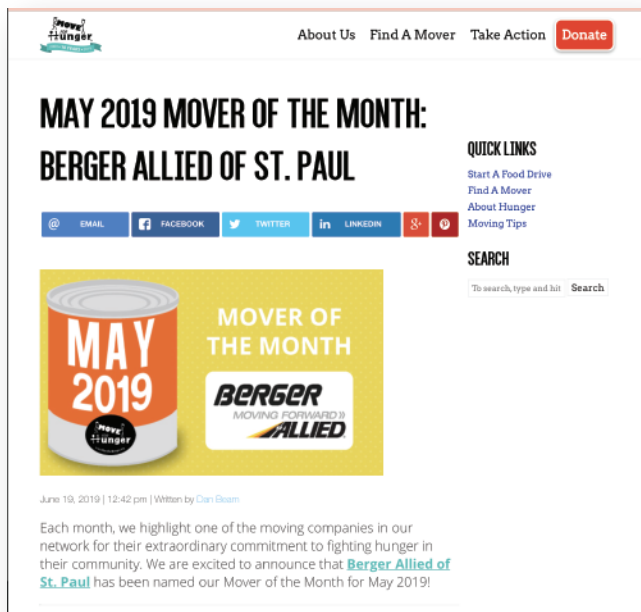 MOVE
Hunger
About Us Find A Mover Take Action Donate
MAY 2019 MOVER OF THE MONTH:
BERGER ALLIED OF ST. PAUL
@ EMAIL FACEBOOK TWITTER in LINKEDIN
QUICK LINKS
Start A Food Drive
Find A Mover
About Hunger
Moving Tips
SEARCH
To search, type and hit Search
MAY
2019
MOVE
Hunger
MOVER OF
THE MONTH
BERGER
MOVING FORWARD »
ALLIED
June 19, 2019 | 12:42 pm | Written by Dan Beam
Each month, we highlight one of the moving companies in our
network for their extraordinary commitment to fighting hunger in
their community. We are excited to announce that Berger Allied of
St. Paul has been named our Mover of the Month for May 2019!